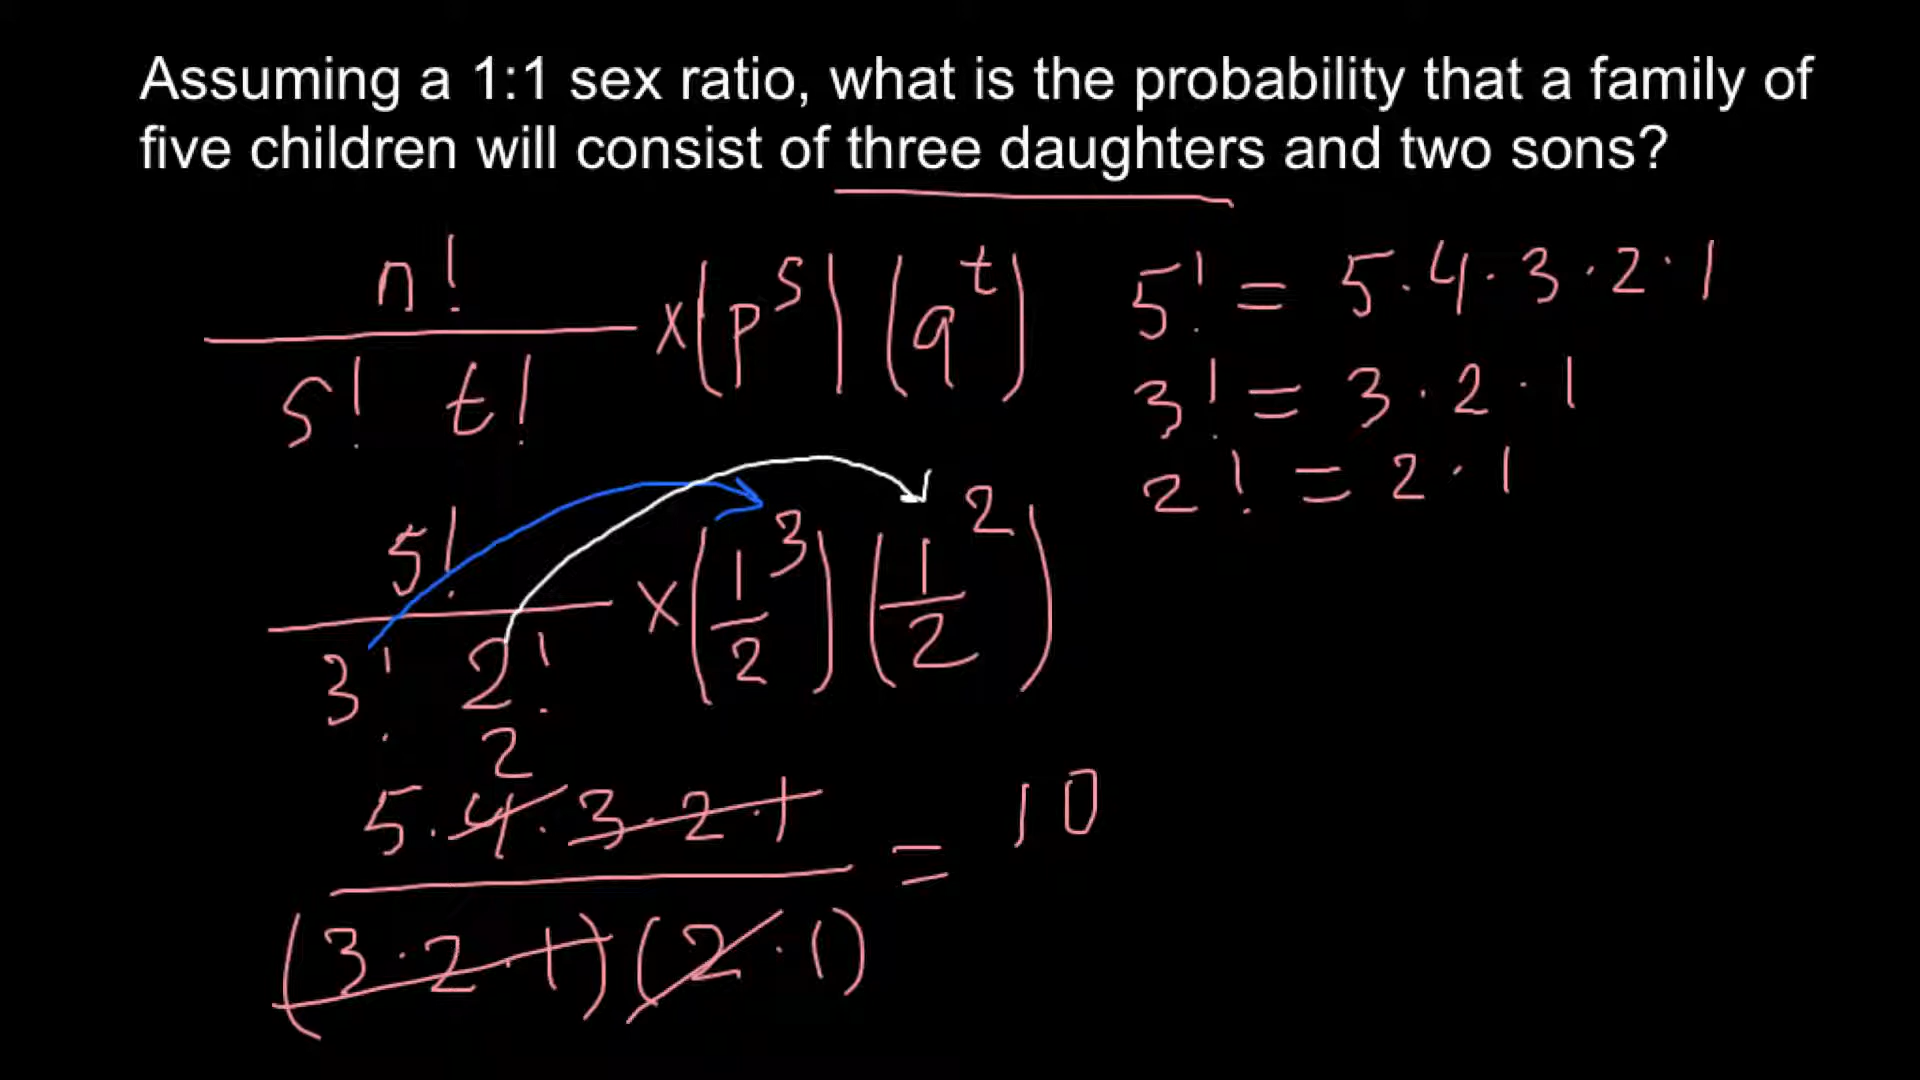 Assuming a 1:1 sex ratio, what is the probability that a family of
five children will consist of three daughters and two sons?
n!
s! t!
×(p^s)(q^t)
5! = 5·4·3·2·1
3! = 3·2·1
2! = 2·1
5!
3! 2!
×(1/2^3)(1/2^2)
2
5·4·3·2·1
(3·2·1)(2·1)
= 10